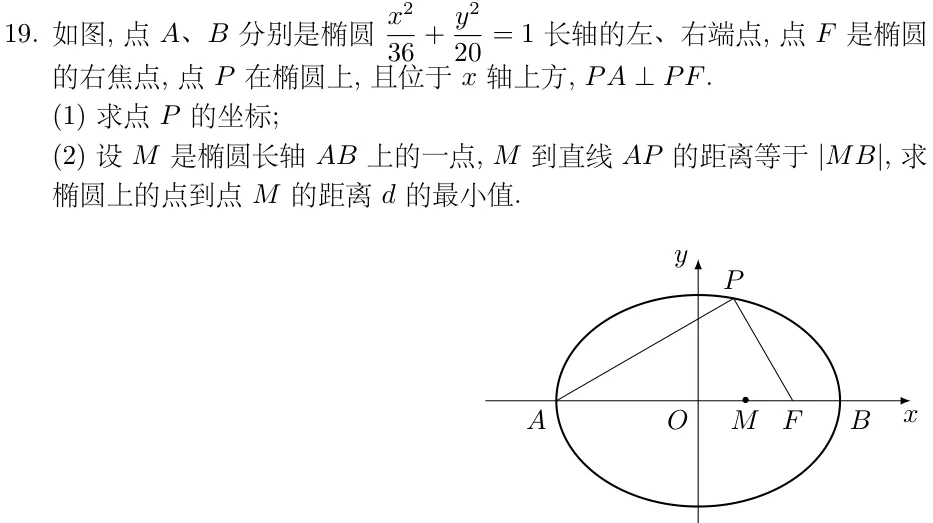 19. 如图, 点 A、B 分别是椭圆 $\dfrac{x^2}{36} + \dfrac{y^2}{20} = 1$ 长轴的左、右端点, 点 F 是椭圆
的右焦点, 点 P 在椭圆上, 且位于 x 轴上方, PA ⊥ PF.
(1) 求点 P 的坐标;
(2) 设 M 是椭圆长轴 AB 上的一点, M 到直线 AP 的距离等于 |MB|, 求
椭圆上的点到点 M 的距离 d 的最小值.
y
P
A O M F B x